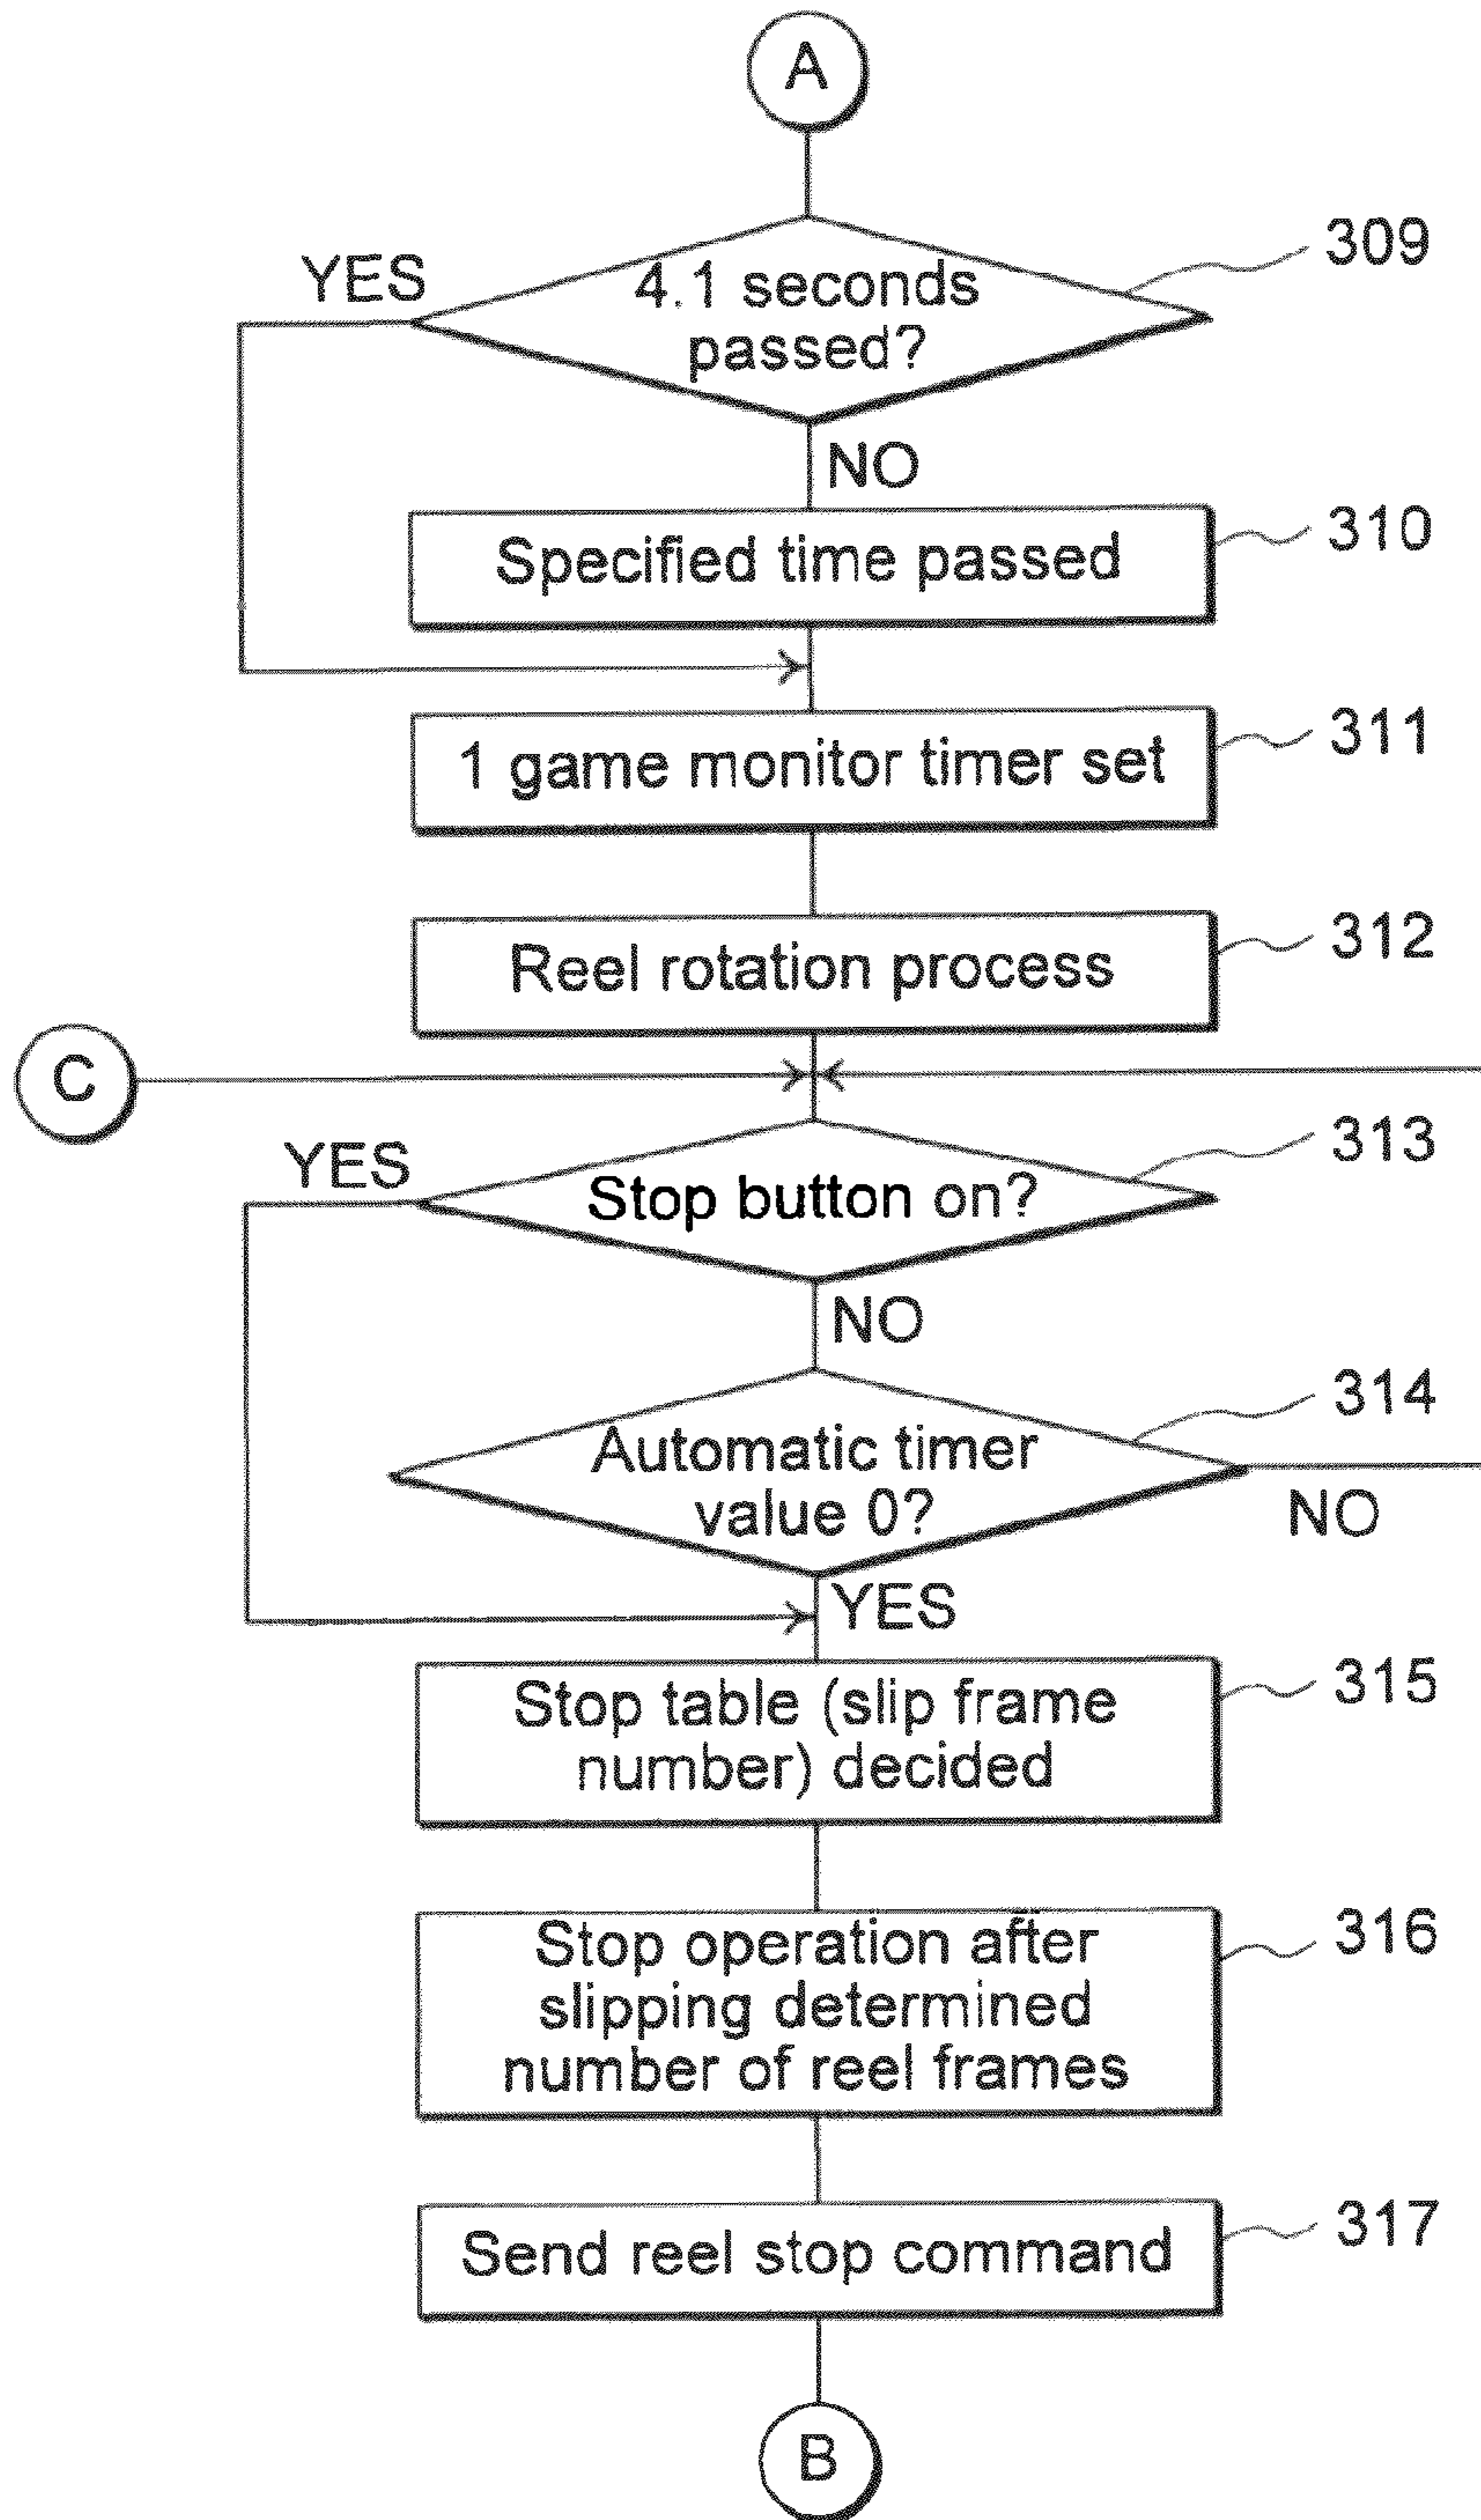 A
309
YES
4.1 seconds
passed?
NO
310
Specified time passed
311
1 game monitor timer set
312
Reel rotation process
C
313
YES
Stop button on?
NO
314
Automatic timer
value 0?
NO
YES
315
Stop table (slip frame
number) decided
316
Stop operation after
slipping determined
number of reel frames
317
Send reel stop command
B